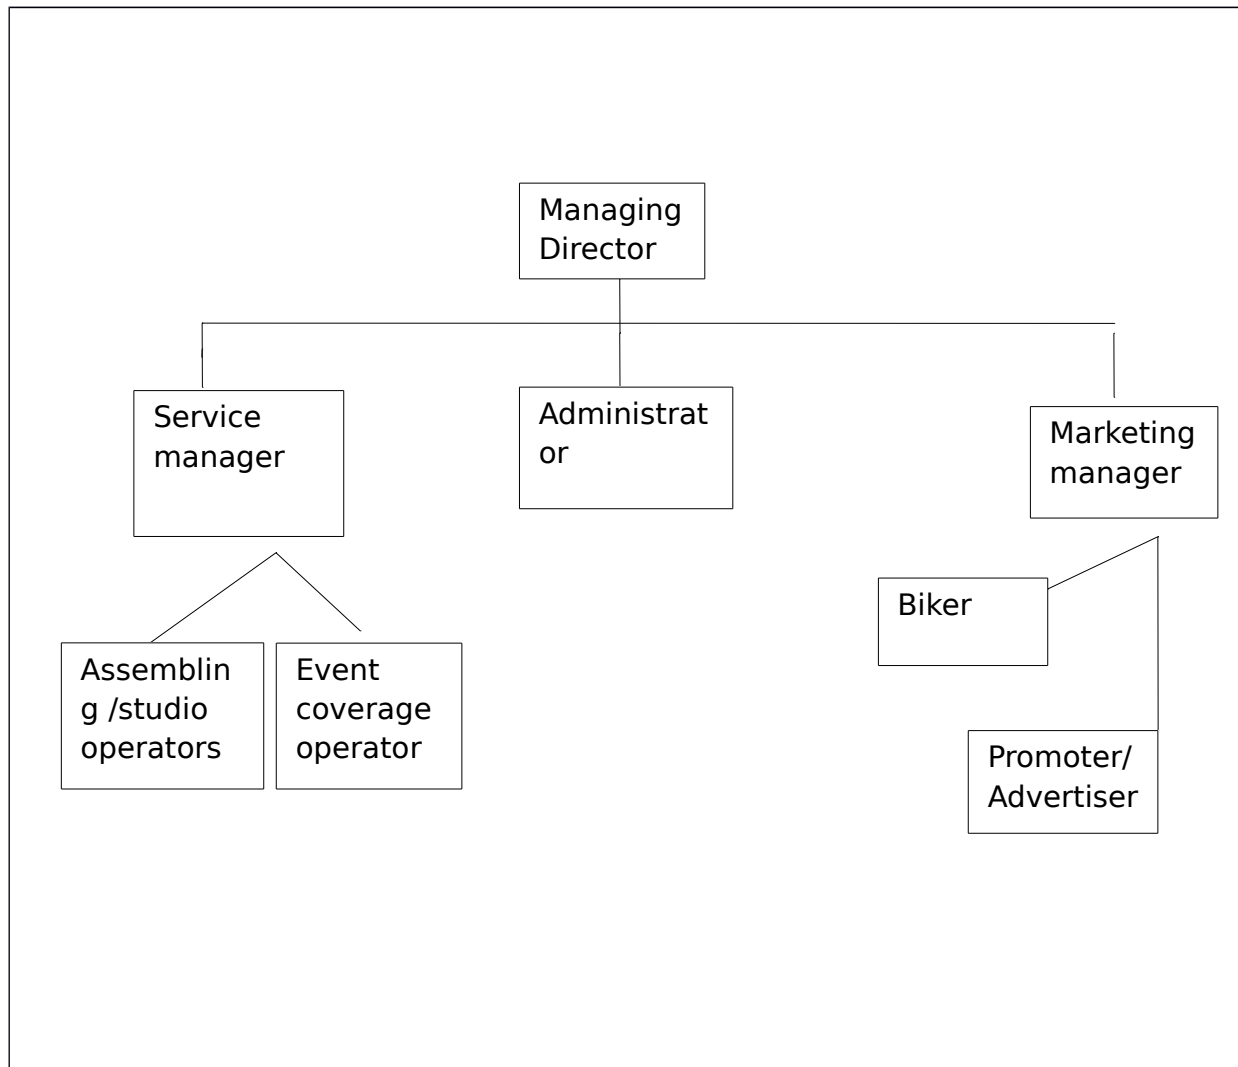 Managing
Director
Service
manager
Administrat
or
Marketing
manager
Biker
Assemblin
g /studio
operators
Event
coverage
operator
Promoter/
Advertiser